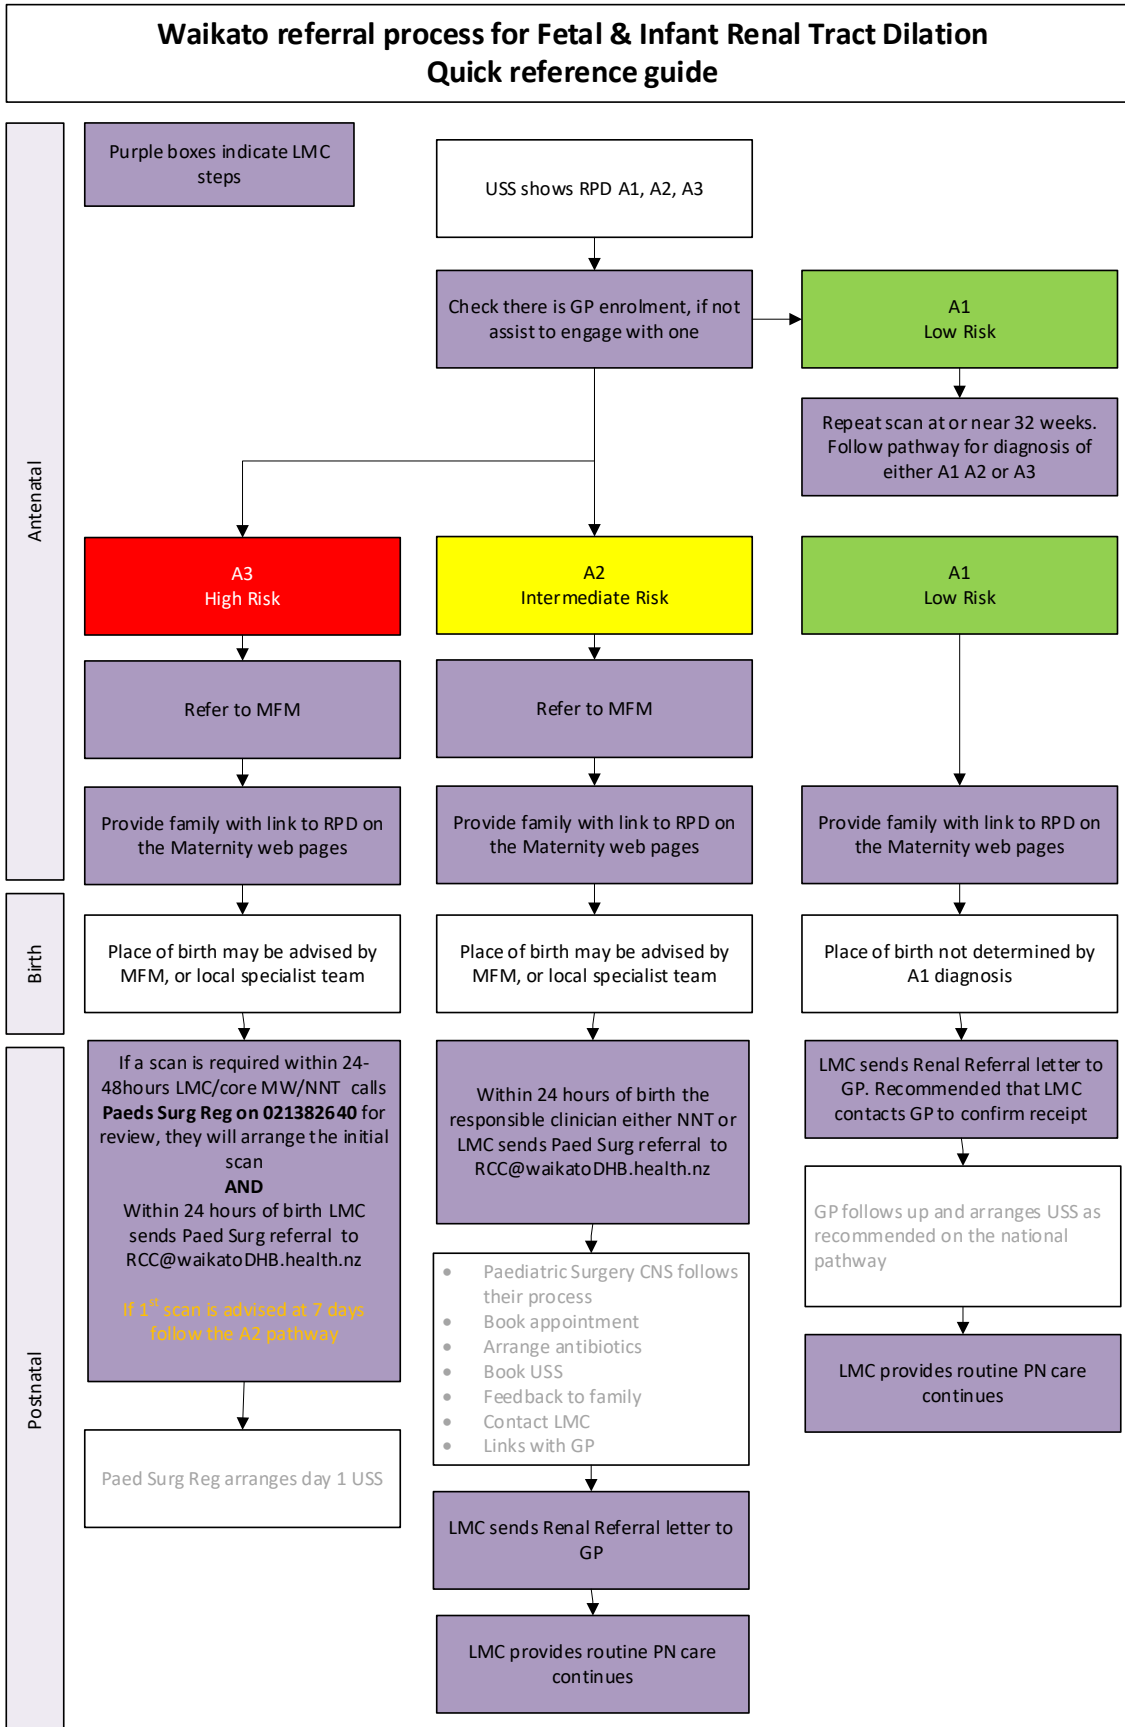 Waikato referral process for Fetal & Infant Renal Tract Dilation
Quick reference guide
Antenatal
Purple boxes indicate LMC
steps
USS shows RPD A1, A2, A3
Check there is GP enrolment, if not
assist to engage with one
A1
Low Risk
Repeat scan at or near 32 weeks.
Follow pathway for diagnosis of
either A1 A2 or A3
A3
High Risk
A2
Intermediate Risk
A1
Low Risk
Refer to MFM
Refer to MFM
Provide family with link to RPD on
the Maternity web pages
Provide family with link to RPD on
the Maternity web pages
Provide family with link to RPD on
the Maternity web pages
Birth
Place of birth may be advised by
MFM, or local specialist team
Place of birth may be advised by
MFM, or local specialist team
Place of birth not determined by
A1 diagnosis
Postnatal
If a scan is required within 24-
48hours LMC/core MW/NNT calls
Paeds Surg Reg on 021382640 for
review, they will arrange the initial
scan
AND
Within 24 hours of birth LMC
sends Paed Surg referral to
RCC@waikatoDHB.health.nz
If 1st scan is advised at 7 days
follow the A2 pathway
Paed Surg Reg arranges day 1 USS
Within 24 hours of birth the
responsible clinician either NNT or
LMC sends Paed Surg referral to
RCC@waikatoDHB.health.nz
• Paediatric Surgery CNS follows
their process
• Book appointment
• Arrange antibiotics
• Book USS
• Feedback to family
• Contact LMC
• Links with GP
LMC sends Renal Referral letter to
GP
LMC provides routine PN care
continues
LMC sends Renal Referral letter to
GP. Recommended that LMC
contacts GP to confirm receipt
GP follows up and arranges USS as
recommended on the national
pathway
LMC provides routine PN care
continues